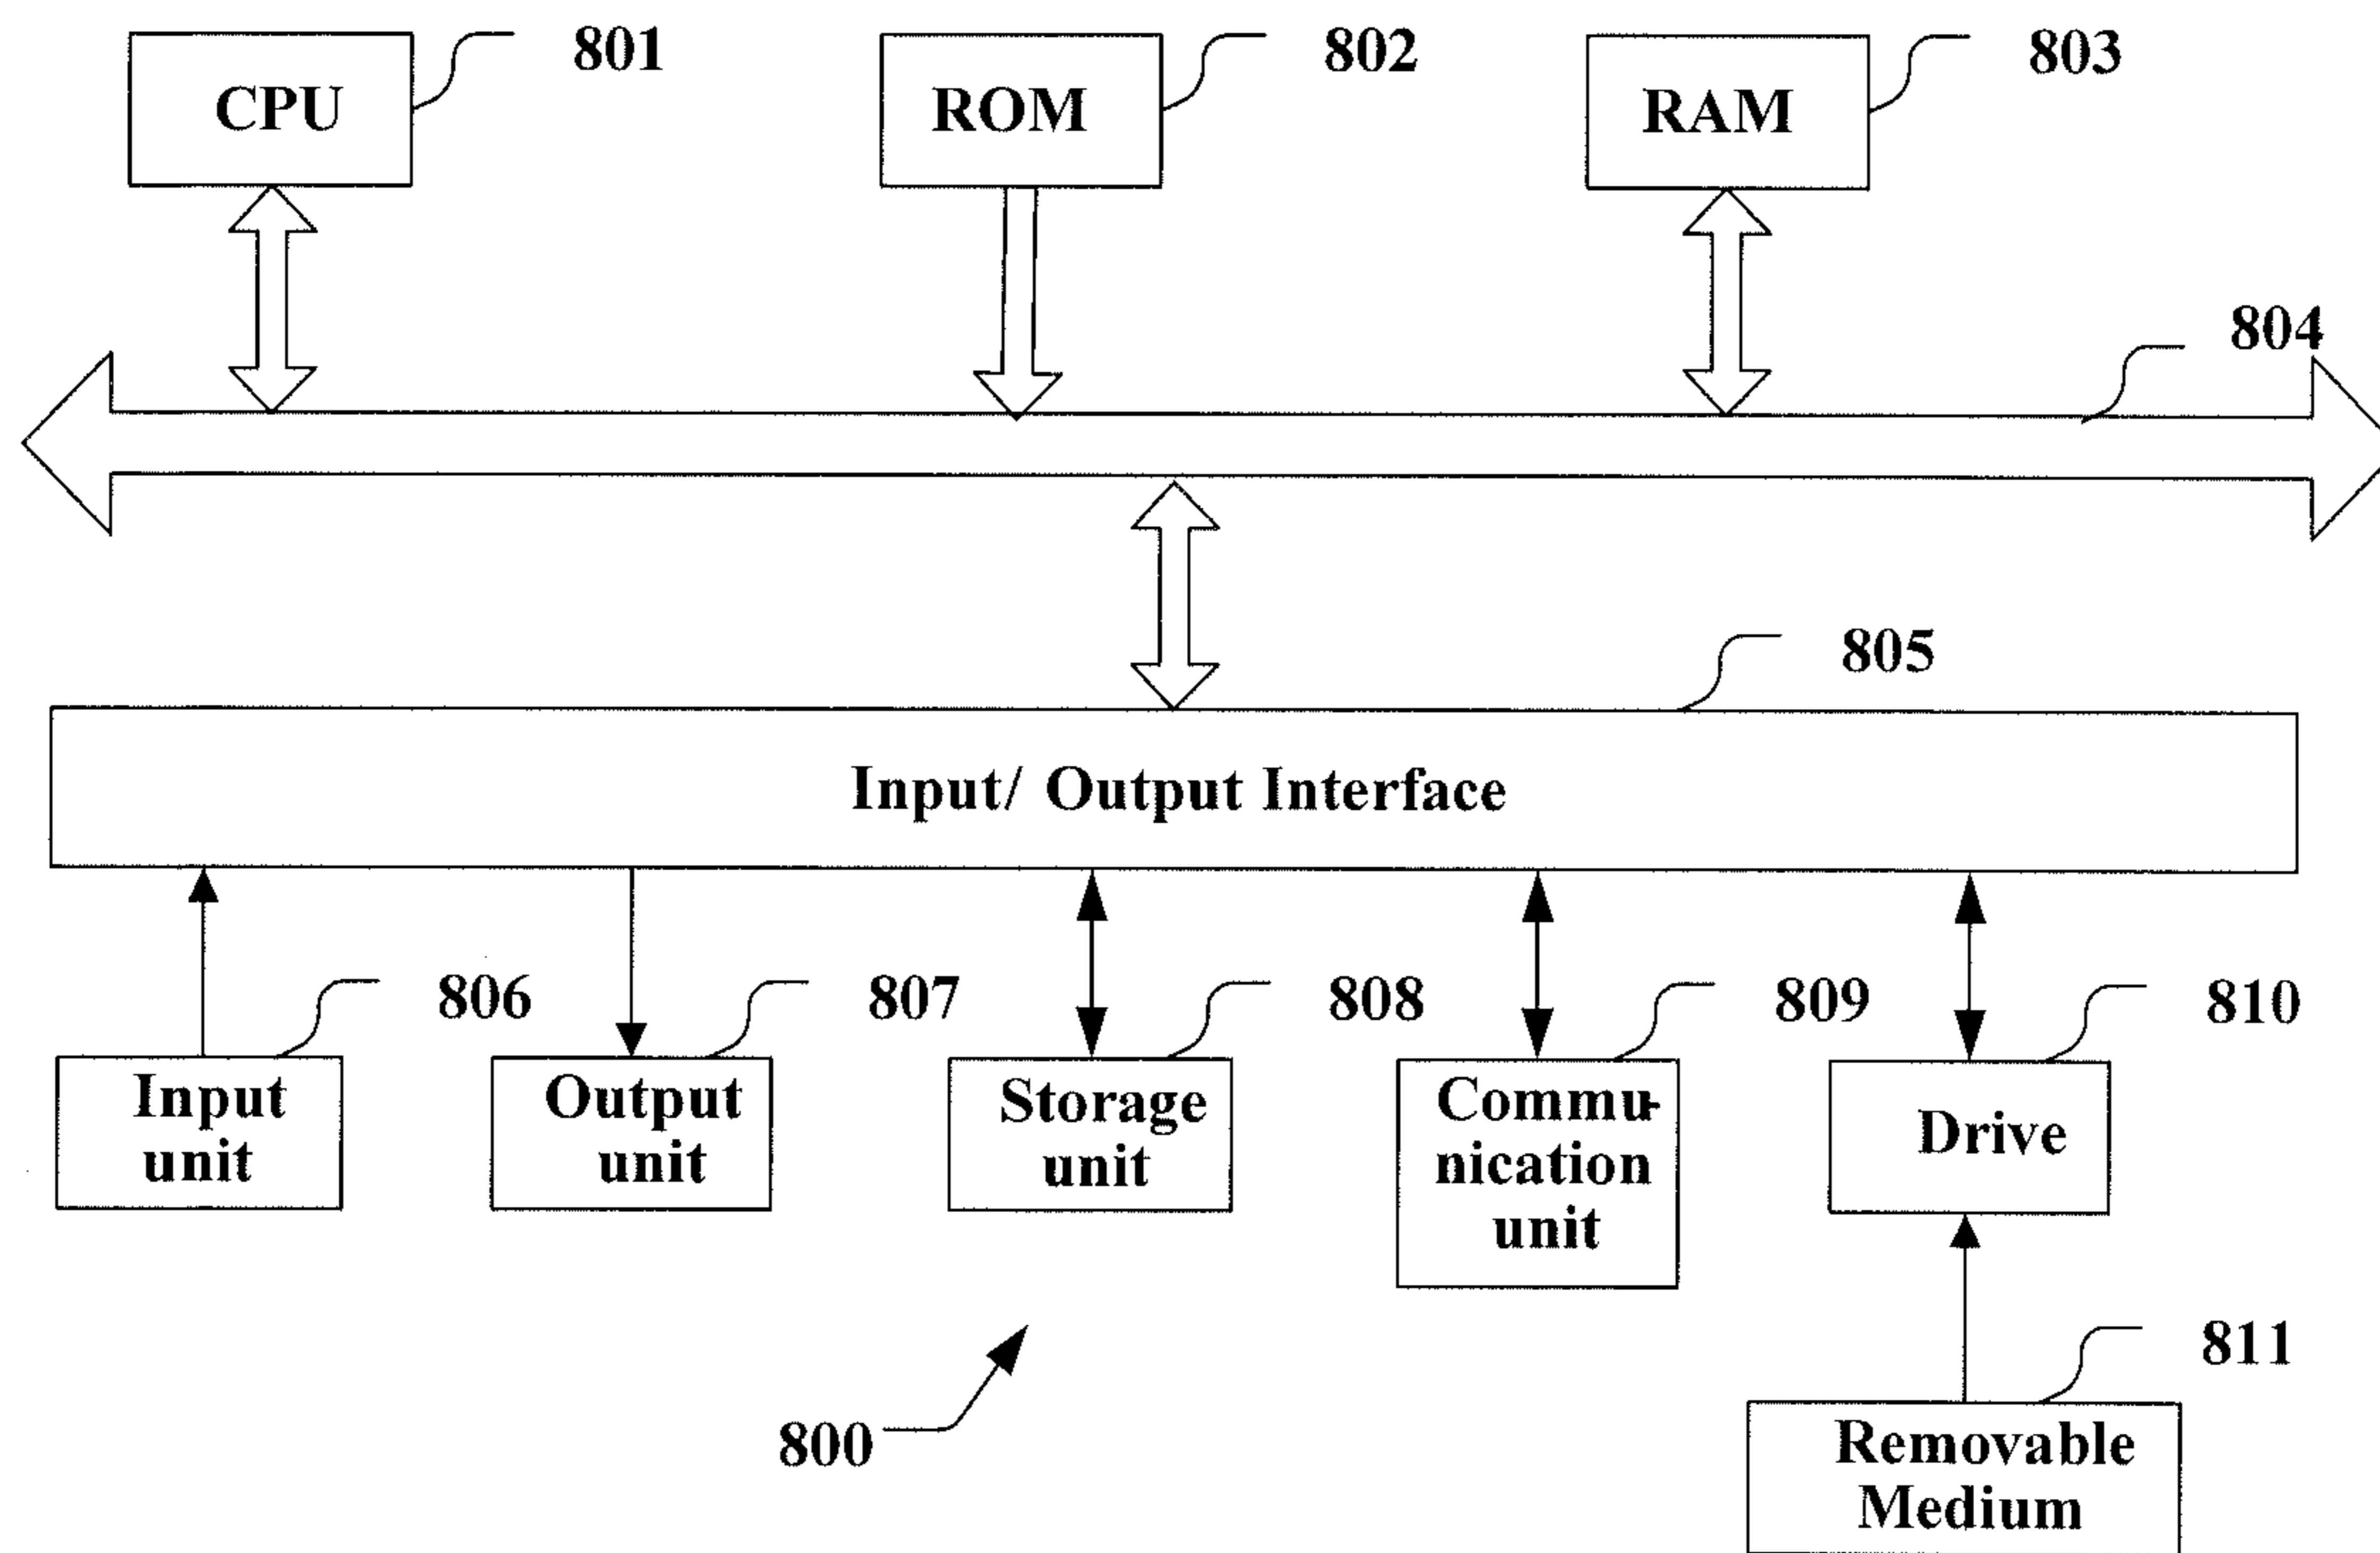 CPU
801
ROM
802
RAM
803
804
805
Input/ Output Interface
806
807
808
809
810
Input
unit
Output
unit
Storage
unit
Commu-
nication
unit
Drive
811
800
Removable
Medium